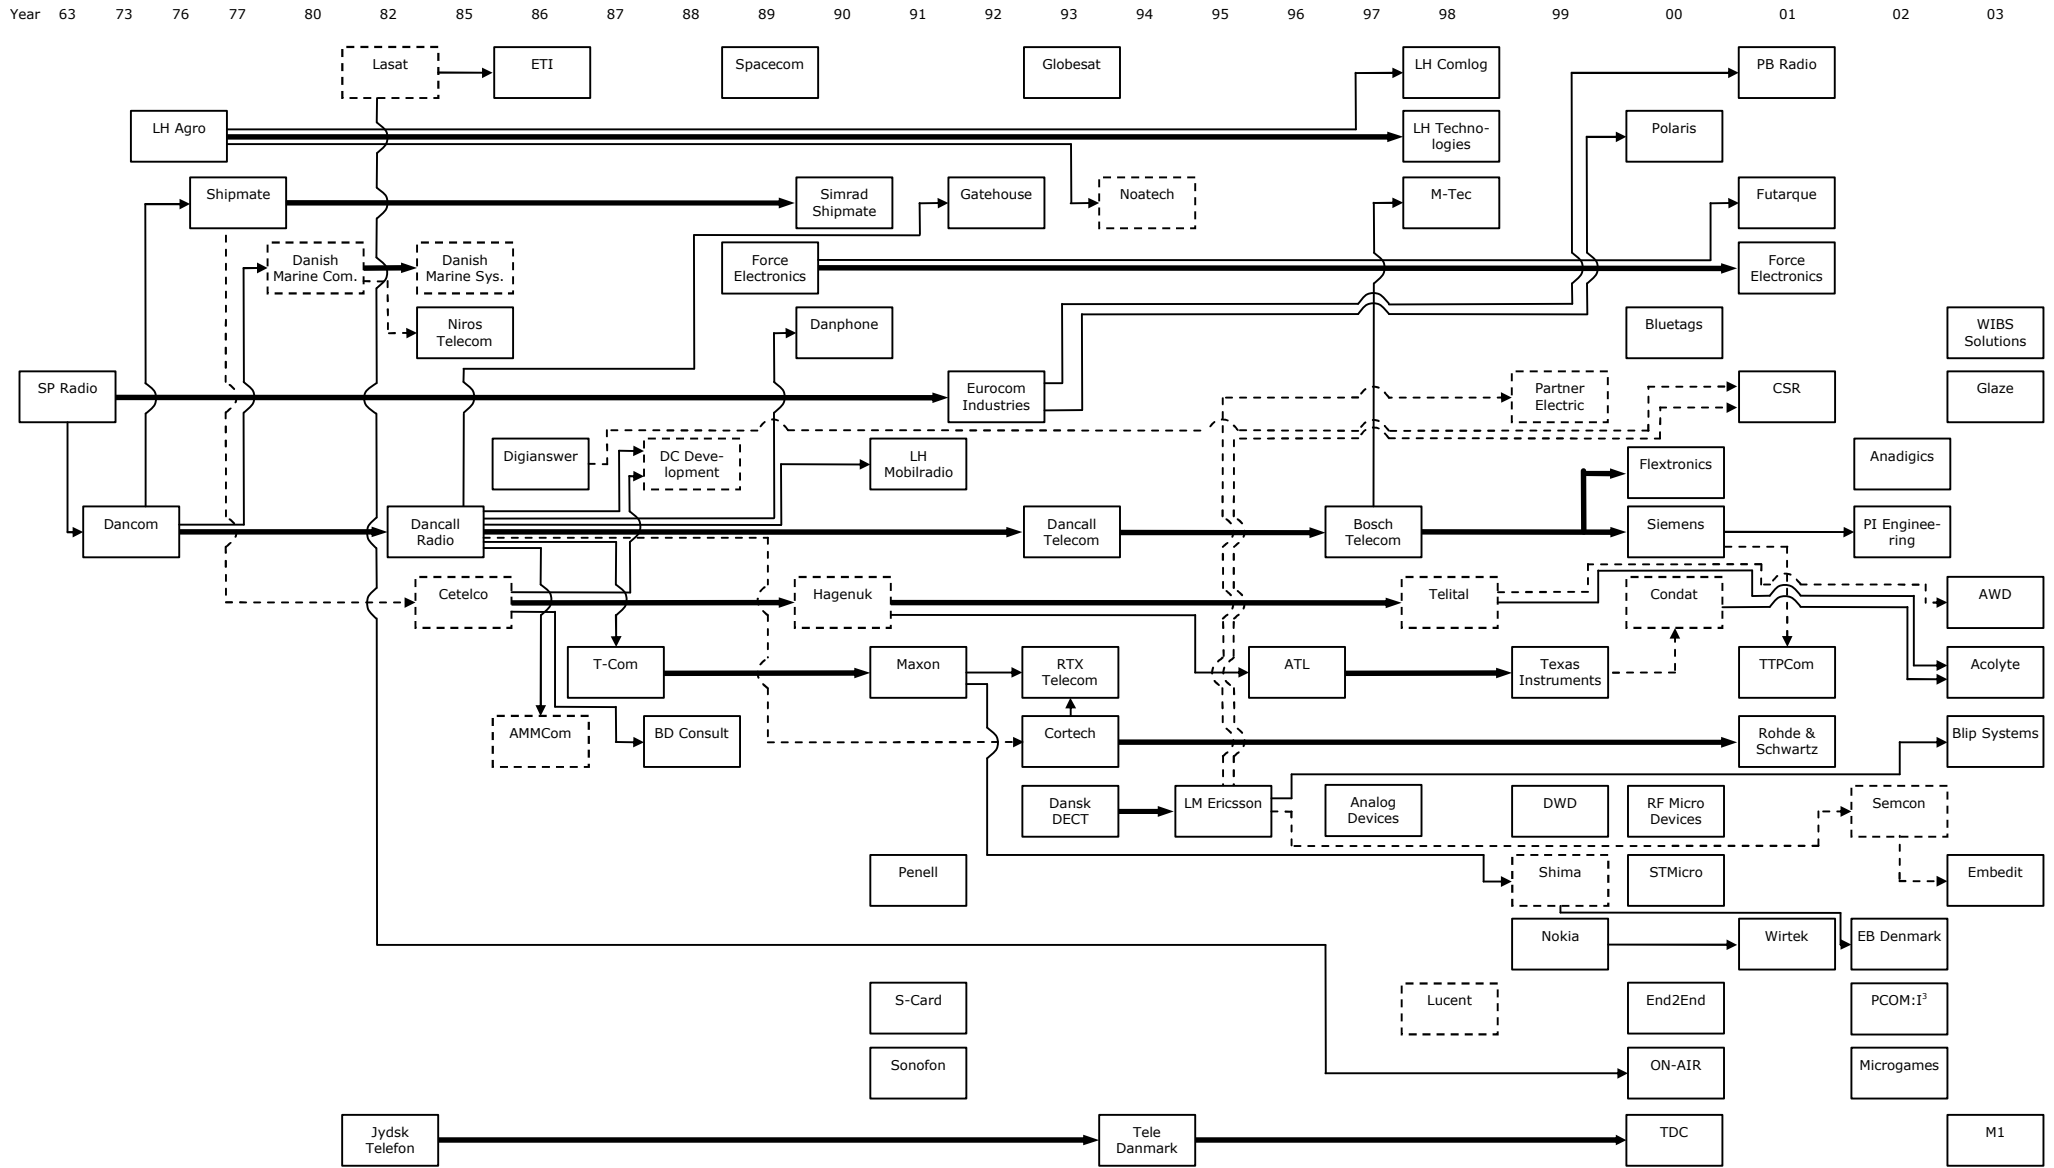 Year 63 73 76 77 80 82 85 86 87 88 89 90 91 92 93 94 95 96 97 98 99 00 01 02 03
Lasat
ETI
Spacecom
Globesat
LH Comlog
PB Radio
LH Agro
LH Techno-
logies
Polaris
Shipmate
Simrad
Shipmate
Gatehouse
Noatech
M-Tec
Futarque
Danish
Marine Com.
Danish
Marine Sys.
Force
Electronics
Force
Electronics
Niros
Telecom
Danphone
Bluetags
WIBS
Solutions
SP Radio
Eurocom
Industries
Partner
Electric
CSR
Glaze
Digianswer
DC Deve-
lopment
LH
Mobilradio
Flextronics
Anadigics
Dancom
Dancall
Radio
Dancall
Telecom
Bosch
Telecom
Siemens
PI Enginee-
ring
Cetelco
Hagenuk
Telital
Condat
AWD
T-Com
Maxon
RTX
Telecom
ATL
Texas
Instruments
TTPCom
Acolyte
AMMCom
BD Consult
Cortech
Rohde &
Schwartz
Blip Systems
Dansk
DECT
LM Ericsson
Analog
Devices
DWD
RF Micro
Devices
Semcon
Penell
Shima
STMicro
Embedit
Nokia
Wirtek
EB Denmark
S-Card
Lucent
End2End
PCOM:I³
Sonofon
ON-AIR
Microgames
Jydsk
Telefon
Tele
Danmark
TDC
M1